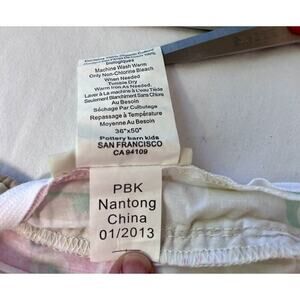 Biologiques
Machine Wash Warm
Only Non-Chlorine Bleach
When Needed
Tumble Dry
Warm Iron As Needed
Laver à La machine à L'eau Tiède
Seulement Blanchiment Sans Chlore
Au Besoin
Séchage Par Culbutage
Repassage à Température
Moyenne Au Besoin
36"x50"
Pottery barn kids
SAN FRANCISCO
CA 94109
PBK
Nantong
China
01/2013